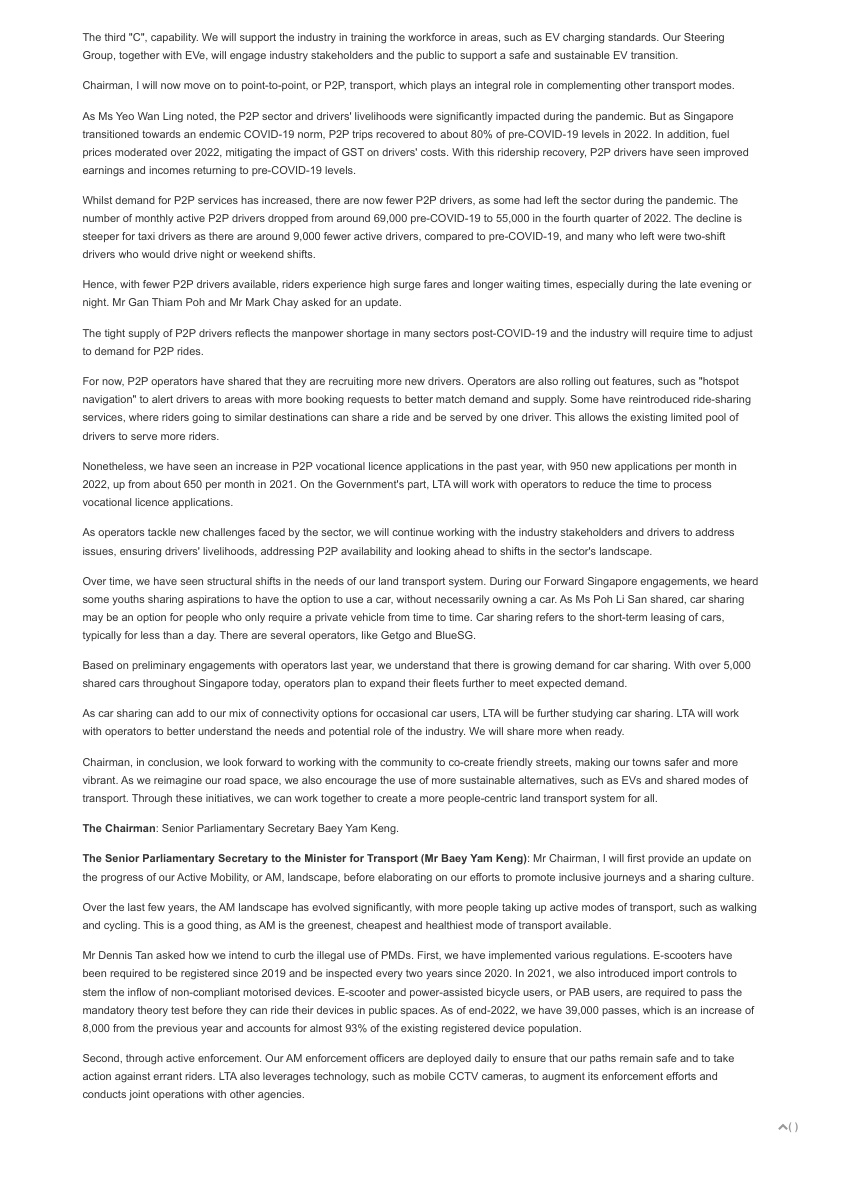 The third "C", capability. We will support the industry in training the workforce in areas, such as EV charging standards. Our Steering
Group, together with EVe, will engage industry stakeholders and the public to support a safe and sustainable EV transition.
Chairman, I will now move on to point-to-point, or P2P, transport, which plays an integral role in complementing other transport modes.
As Ms Yeo Wan Ling noted, the P2P sector and drivers' livelihoods were significantly impacted during the pandemic. But as Singapore
transitioned towards an endemic COVID-19 norm, P2P trips recovered to about 80% of pre-COVID-19 levels in 2022. In addition, fuel
prices moderated over 2022, mitigating the impact of GST on drivers' costs. With this ridership recovery, P2P drivers have seen improved
earnings and incomes returning to pre-COVID-19 levels.
Whilst demand for P2P services has increased, there are now fewer P2P drivers, as some had left the sector during the pandemic. The
number of monthly active P2P drivers dropped from around 69,000 pre-COVID-19 to 55,000 in the fourth quarter of 2022. The decline is
steeper for taxi drivers as there are around 9,000 fewer active drivers, compared to pre-COVID-19, and many who left were two-shift
drivers who would drive night or weekend shifts.
Hence, with fewer P2P drivers available, riders experience high surge fares and longer waiting times, especially during the late evening or
night. Mr Gan Thiam Poh and Mr Mark Chay asked for an update.
The tight supply of P2P drivers reflects the manpower shortage in many sectors post-COVID-19 and the industry will require time to adjust
to demand for P2P rides.
For now, P2P operators have shared that they are recruiting more new drivers. Operators are also rolling out features, such as "hotspot
navigation" to alert drivers to areas with more booking requests to better match demand and supply. Some have reintroduced ride-sharing
services, where riders going to similar destinations can share a ride and be served by one driver. This allows the existing limited pool of
drivers to serve more riders.
Nonetheless, we have seen an increase in P2P vocational licence applications in the past year, with 950 new applications per month in
2022, up from about 650 per month in 2021. On the Government's part, LTA will work with operators to reduce the time to process
vocational licence applications.
As operators tackle new challenges faced by the sector, we will continue working with the industry stakeholders and drivers to address
issues, ensuring drivers' livelihoods, addressing P2P availability and looking ahead to shifts in the sector's landscape.
Over time, we have seen structural shifts in the needs of our land transport system. During our Forward Singapore engagements, we heard
some youths sharing aspirations to have the option to use a car, without necessarily owning a car. As Ms Poh Li San shared, car sharing
may be an option for people who only require a private vehicle from time to time. Car sharing refers to the short-term leasing of cars,
typically for less than a day. There are several operators, like Getgo and BlueSG.
Based on preliminary engagements with operators last year, we understand that there is growing demand for car sharing. With over 5,000
shared cars throughout Singapore today, operators plan to expand their fleets further to meet expected demand.
As car sharing can add to our mix of connectivity options for occasional car users, LTA will be further studying car sharing. LTA will work
with operators to better understand the needs and potential role of the industry. We will share more when ready.
Chairman, in conclusion, we look forward to working with the community to co-create friendly streets, making our towns safer and more
vibrant. As we reimagine our road space, we also encourage the use of more sustainable alternatives, such as EVs and shared modes of
transport. Through these initiatives, we can work together to create a more people-centric land transport system for all.
The Chairman: Senior Parliamentary Secretary Baey Yam Keng.
The Senior Parliamentary Secretary to the Minister for Transport (Mr Baey Yam Keng): Mr Chairman, I will first provide an update on
the progress of our Active Mobility, or AM, landscape, before elaborating on our efforts to promote inclusive journeys and a sharing culture.
Over the last few years, the AM landscape has evolved significantly, with more people taking up active modes of transport, such as walking
and cycling. This is a good thing, as AM is the greenest, cheapest and healthiest mode of transport available.
Mr Dennis Tan asked how we intend to curb the illegal use of PMDs. First, we have implemented various regulations. E-scooters have
been required to be registered since 2019 and be inspected every two years since 2020. In 2021, we also introduced import controls to
stem the inflow of non-compliant motorised devices. E-scooter and power-assisted bicycle users, or PAB users, are required to pass the
mandatory theory test before they can ride their devices in public spaces. As of end-2022, we have 39,000 passes, which is an increase of
8,000 from the previous year and accounts for almost 93% of the existing registered device population.
Second, through active enforcement. Our AM enforcement officers are deployed daily to ensure that our paths remain safe and to take
action against errant riders. LTA also leverages technology, such as mobile CCTV cameras, to augment its enforcement efforts and
conducts joint operations with other agencies.
( )